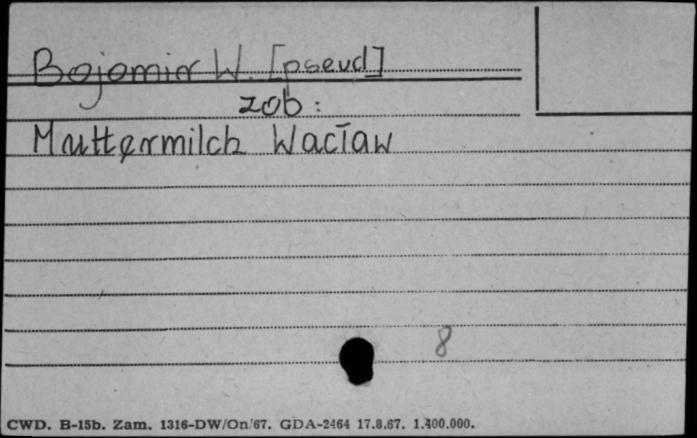 Bojomir W. [pseud]
zob:
Muttermilch Wacław
8
CWD. B-15b. Zam. 1316-DW/On/67. GDA-2464 17.8.67. 1.400.000.